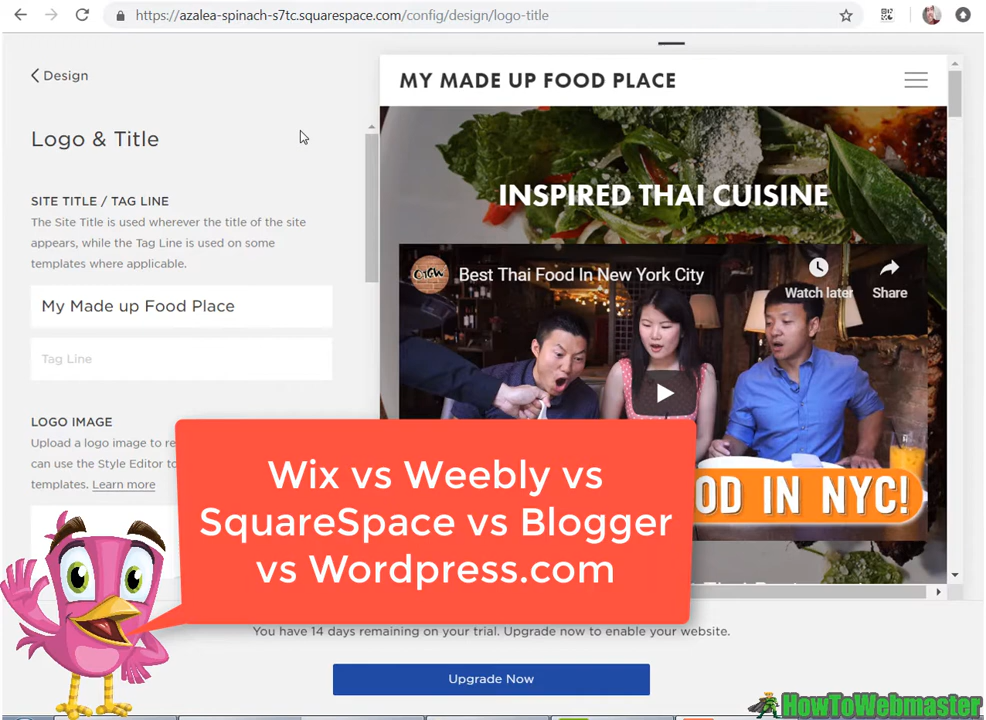 https://azalea-spinach-s7tc.squarespace.com/config/design/logo-title
Design
Logo & Title
SITE TITLE / TAG LINE
The Site Title is used wherever the title of the site
appears, while the Tag Line is used on some
templates where applicable.
My Made up Food Place
Tag Line
LOGO IMAGE
Upload a logo image to
can use the Style Editor to
templates. Learn more
MY MADE UP FOOD PLACE
INSPIRED THAI CUISINE
Best Thai Food In New York City
Watch later
Share
OOD IN NYC!
Wix vs Weebly vs
SquareSpace vs Blogger
vs Wordpress.com
You have 14 days remaining on your trial. Upgrade now to enable your website.
Upgrade Now
HowToWebmaster